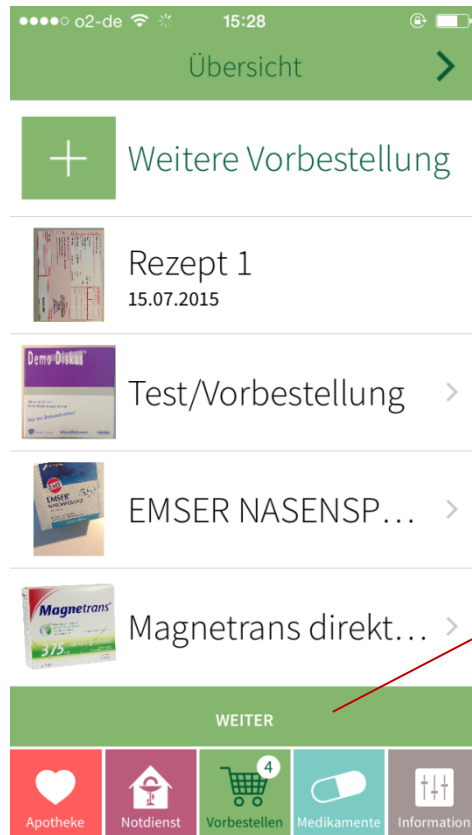 o2-de 15:28
Übersicht
Weitere Vorbestellung
Rezept 1
15.07.2015
Demo Diskus
Test/Vorbestellung
EMSER
EMSER NASENSP...
Magnetrans
375
Magnetrans direkt...
WEITER
4
Apotheke Notdienst Vorbestellen Medikamente Information